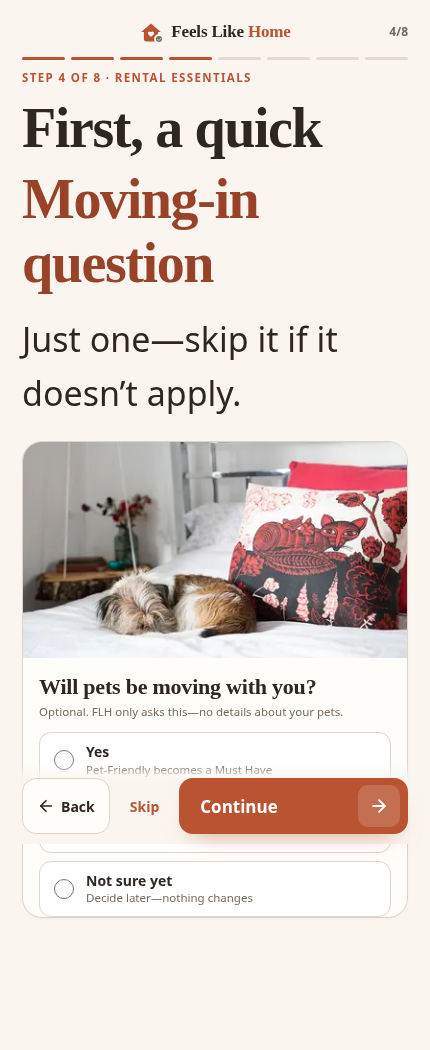 Feels Like Home
4/8
STEP 4 OF 8 · RENTAL ESSENTIALS
First, a quick
Moving-in
question
Just one—skip it if it
doesn’t apply.
Will pets be moving with you?
Optional. FLH only asks this—no details about your pets.
Yes
Pet-Friendly becomes a Must Have
Back
Skip
Continue
Not sure yet
Decide later—nothing changes